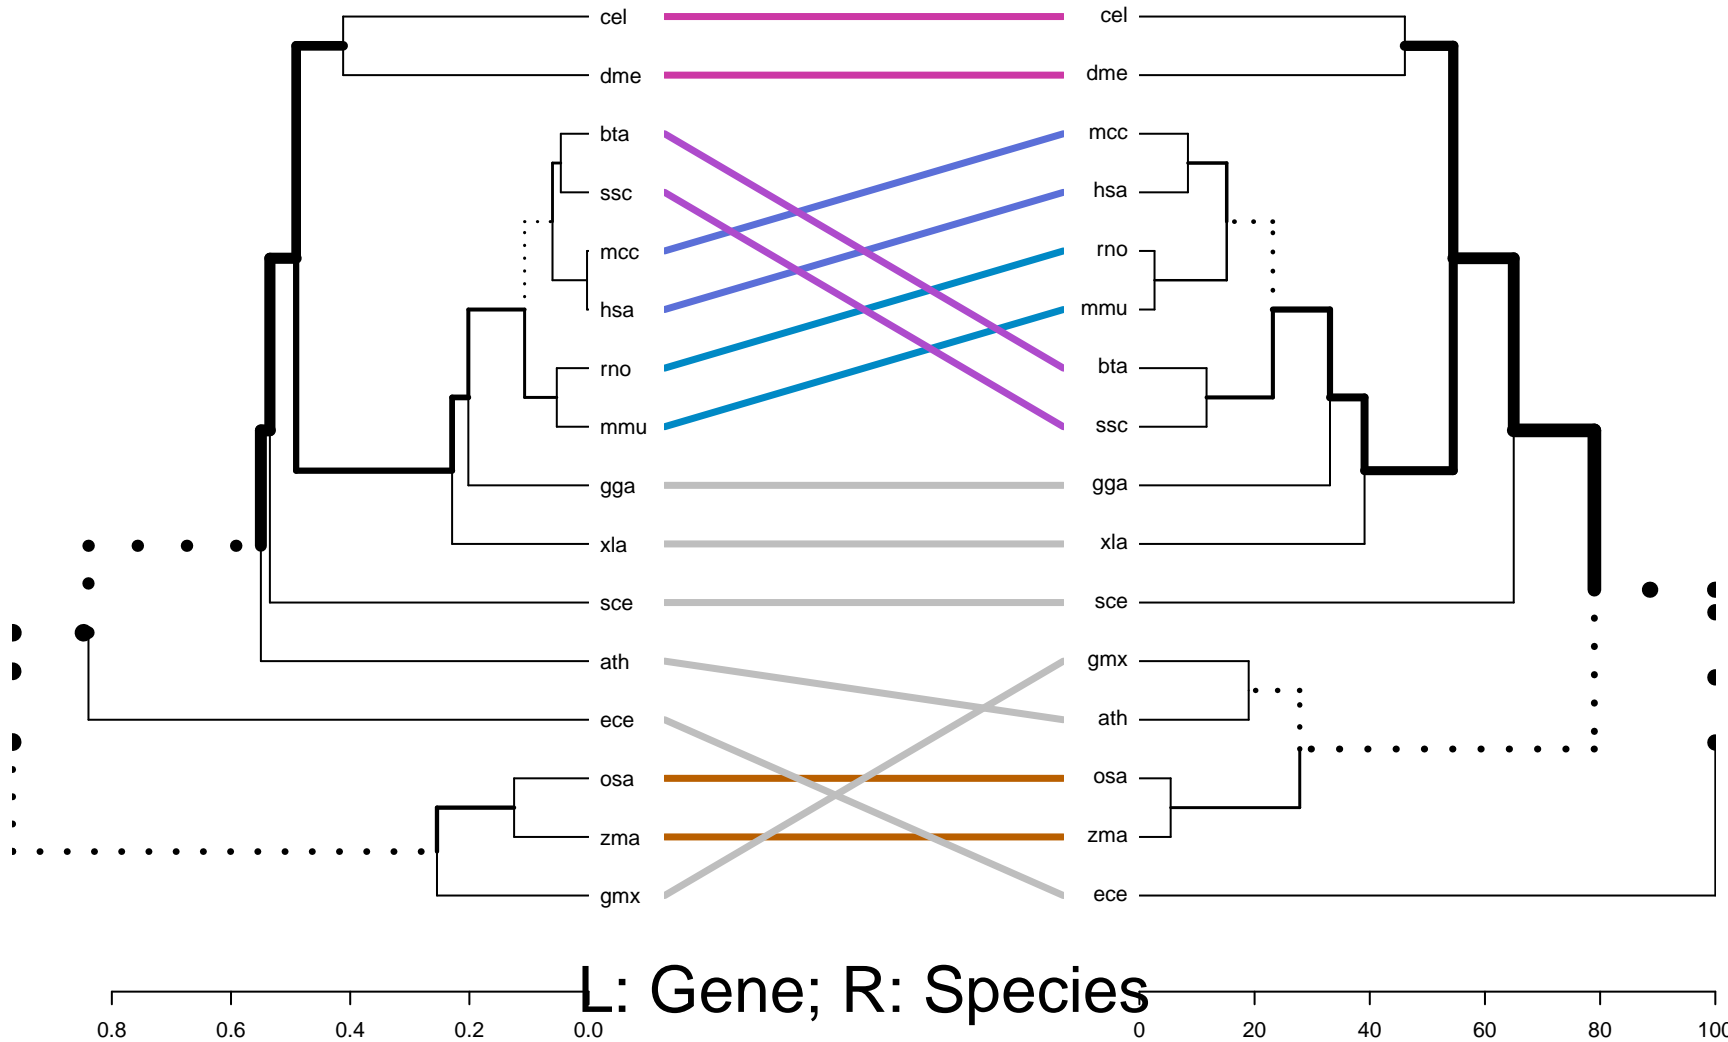 cel cel
dme dme
bta mcc
ssc hsa
mcc rno
hsa mmu
rno bta
mmu ssc
gga gga
xla xla
sce sce
ath gmx
ece ath
osa osa
zma zma
gmx ece
L: Gene; R: Species
0.8 0.6 0.4 0.2 0.0 0 20 40 60 80 100